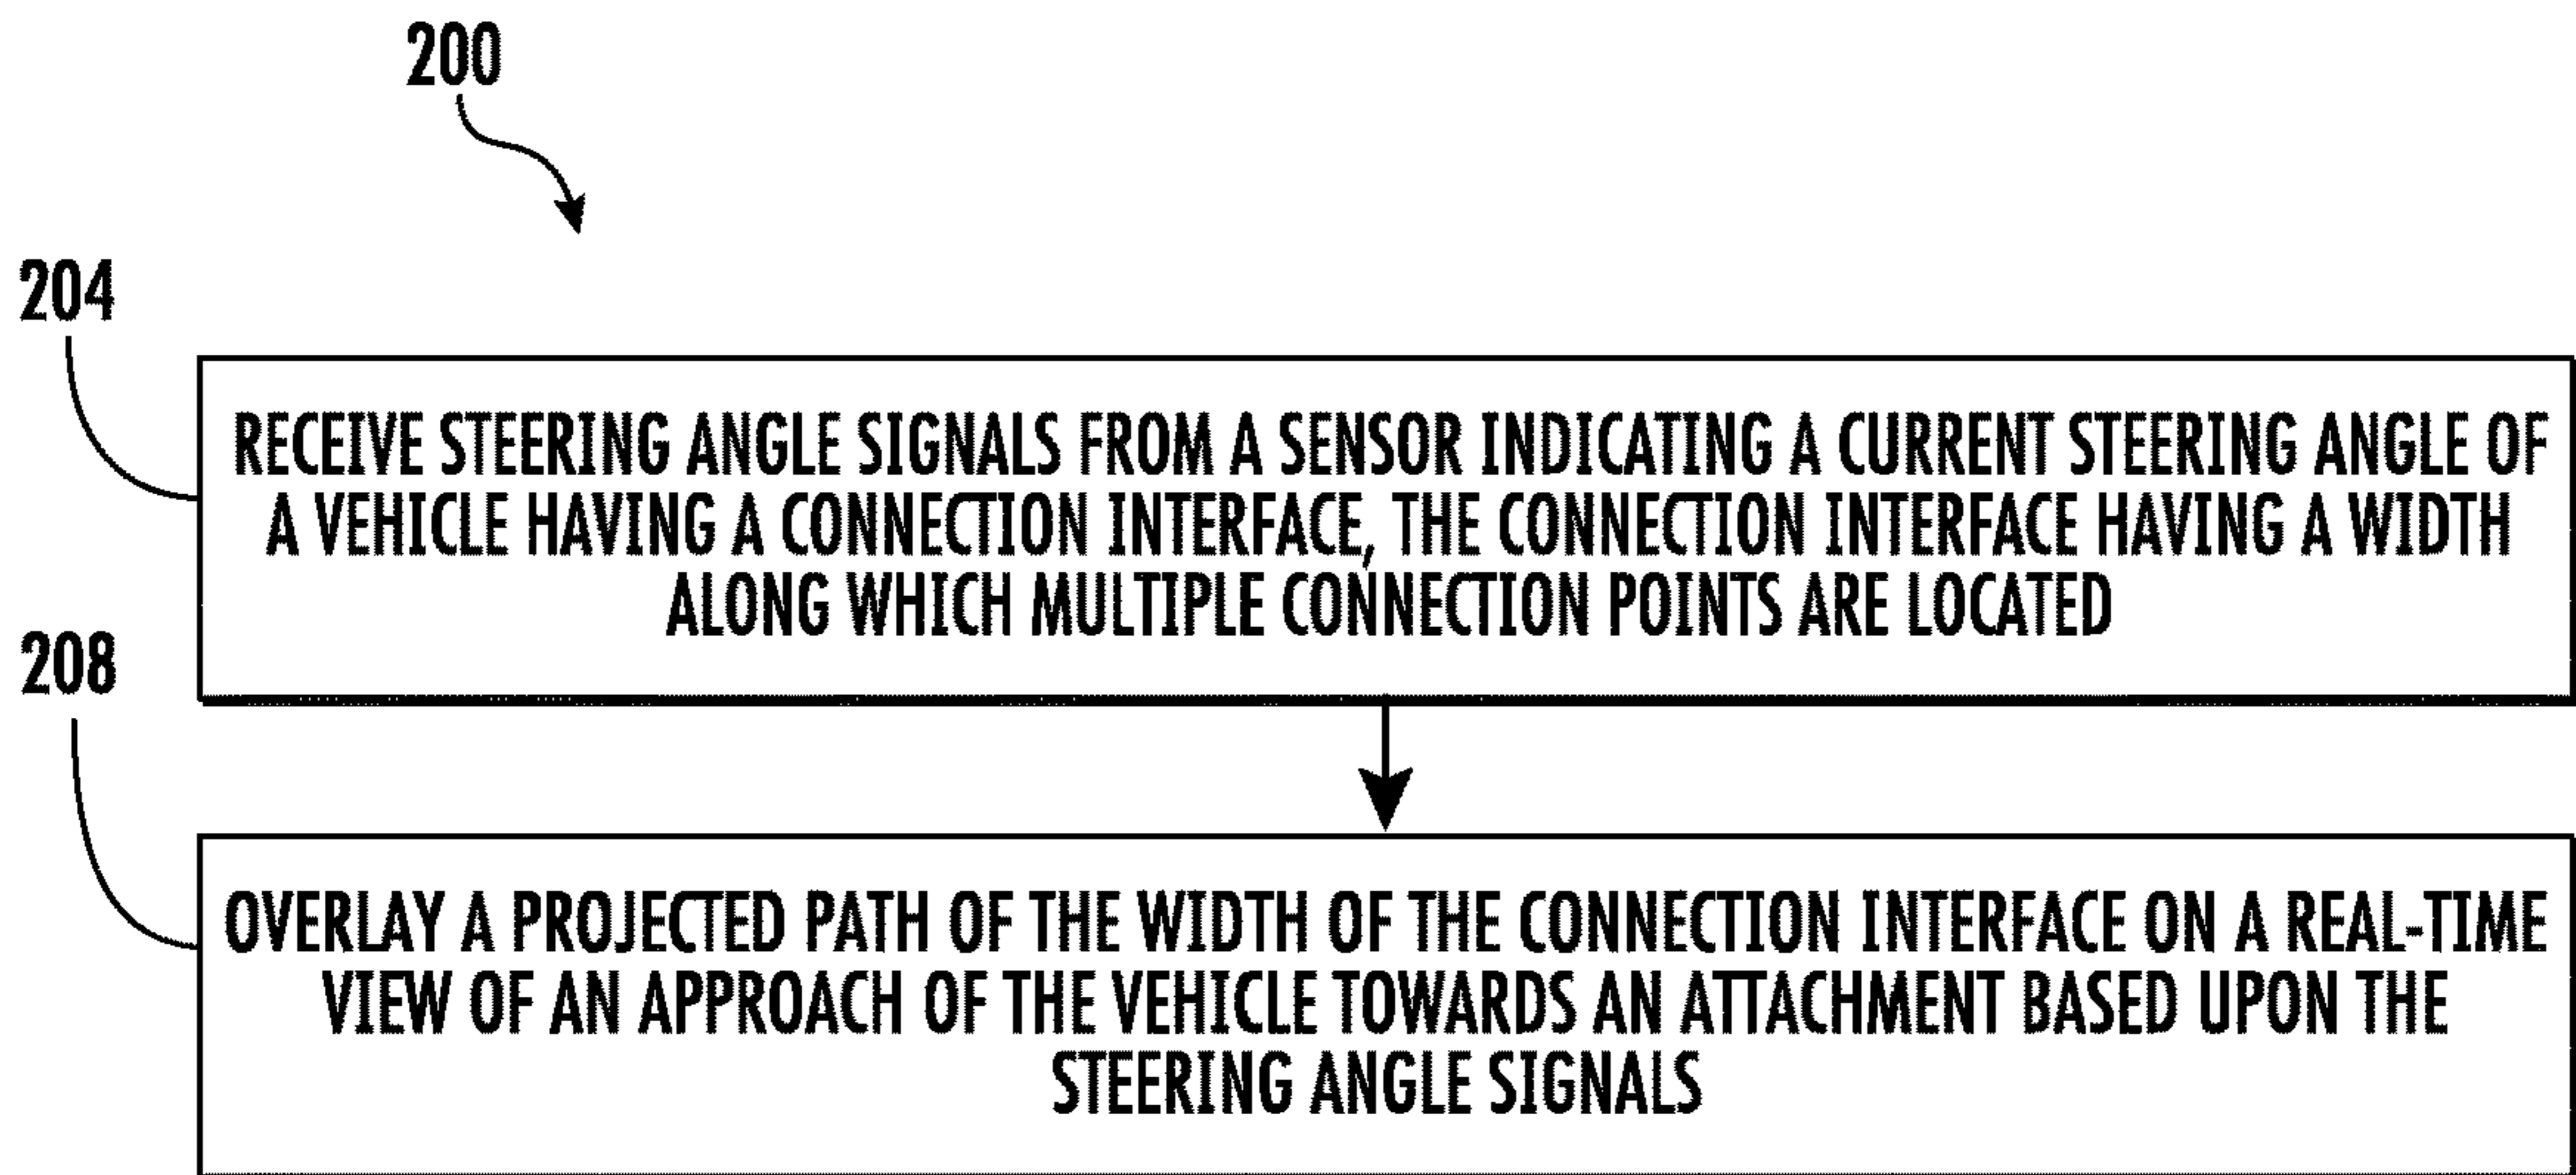 200
204
RECEIVE STEERING ANGLE SIGNALS FROM A SENSOR INDICATING A CURRENT STEERING ANGLE OF
A VEHICLE HAVING A CONNECTION INTERFACE, THE CONNECTION INTERFACE HAVING A WIDTH
ALONG WHICH MULTIPLE CONNECTION POINTS ARE LOCATED
208
OVERLAY A PROJECTED PATH OF THE WIDTH OF THE CONNECTION INTERFACE ON A REAL-TIME
VIEW OF AN APPROACH OF THE VEHICLE TOWARDS AN ATTACHMENT BASED UPON THE
STEERING ANGLE SIGNALS